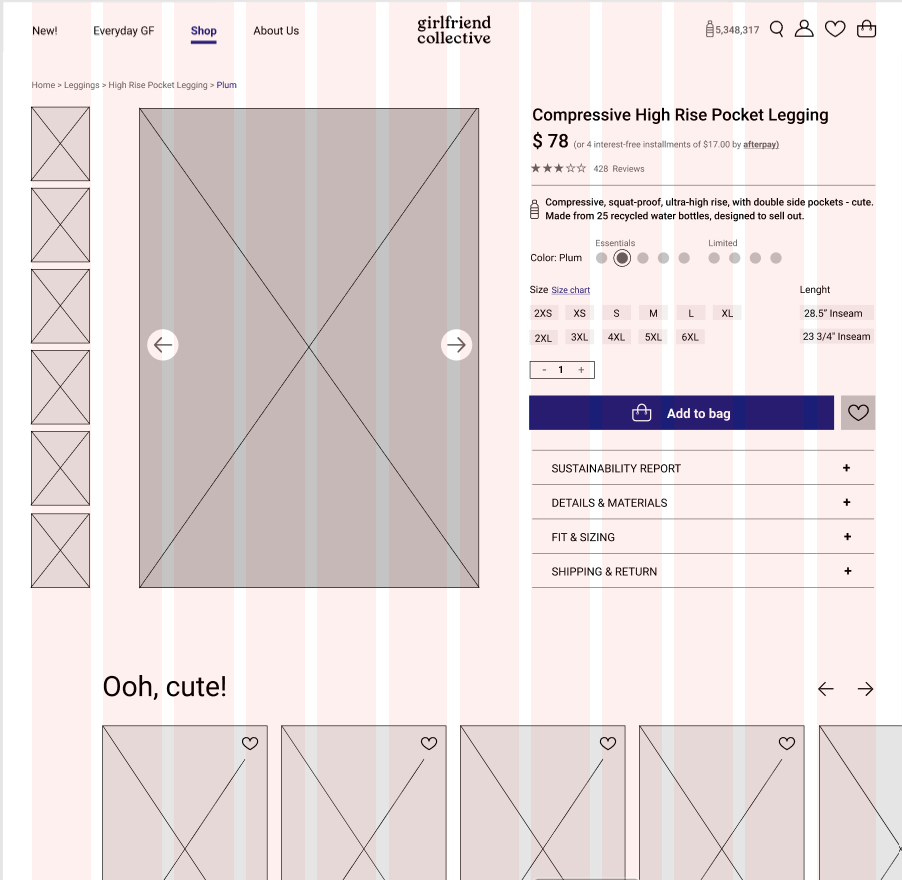 New! Everyday GF Shop About Us
girlfriend
collective
5,348,317
Home > Leggings > High Rise Pocket Legging > Plum
Compressive High Rise Pocket Legging
$ 78 (or 4 interest-free installments of $17.00 by afterpay)
428 Reviews
Compressive, squat-proof, ultra-high rise, with double side pockets - cute.
Made from 25 recycled water bottles, designed to sell out.
Essentials Limited
Color: Plum
Size Size chart Lenght
2XS XS S M L XL 28.5" Inseam
2XL 3XL 4XL 5XL 6XL 23 3/4" Inseam
- 1 +
Add to bag
SUSTAINABILITY REPORT +
DETAILS & MATERIALS +
FIT & SIZING +
SHIPPING & RETURN +
Ooh, cute!